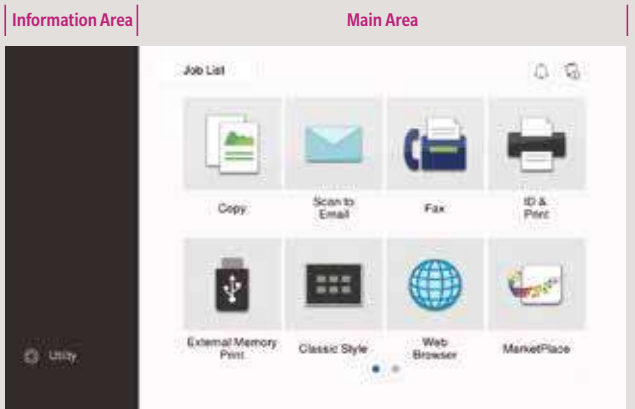 Information Area
Main Area
Job List
Copy
Scan to
Email
Fax
ID &
Print
External Memory
Print
Classic Style
Web
Browser
MarketPlace
Utility